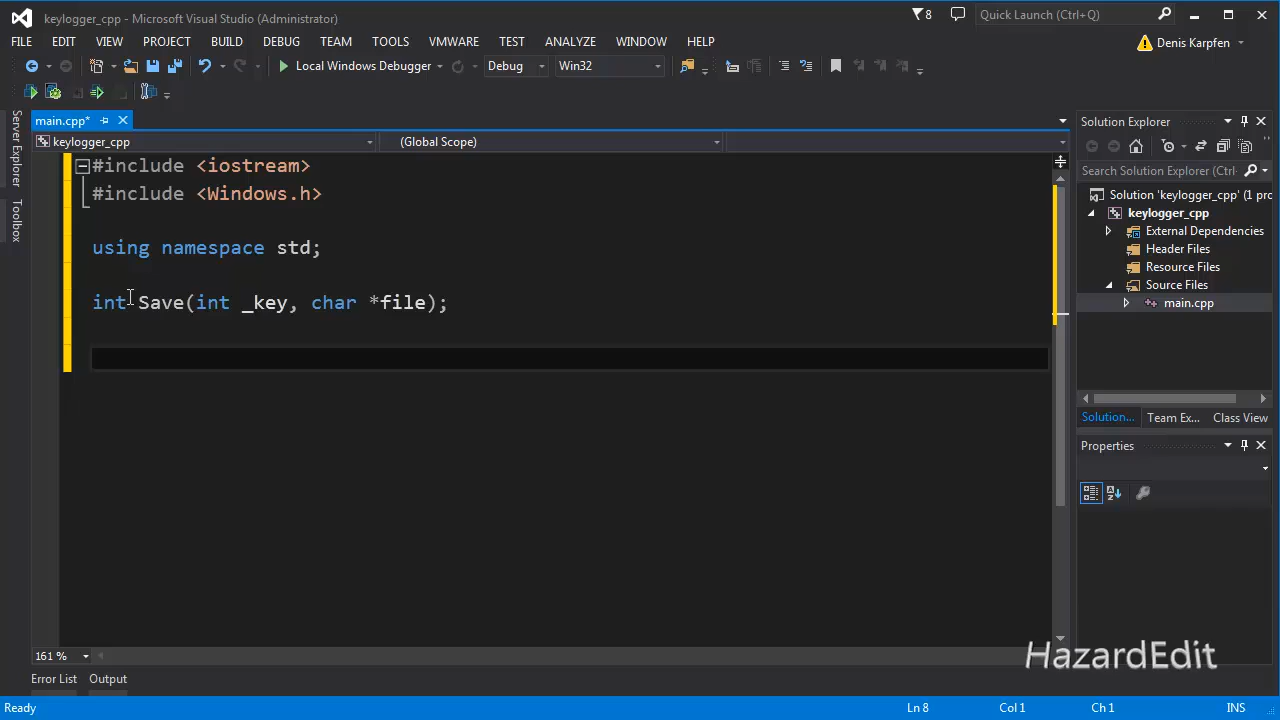 keylogger_cpp - Microsoft Visual Studio (Administrator)
8
Quick Launch (Ctrl+Q)
FILE EDIT VIEW PROJECT BUILD DEBUG TEAM TOOLS VMWARE TEST ANALYZE WINDOW HELP
Denis Karpfen
Local Windows Debugger
Debug
Win32
Server Explorer
Toolbox
main.cpp*
keylogger_cpp
(Global Scope)
#include <iostream>
#include <Windows.h>
using namespace std;
int Save(int _key, char *file);
161 %
Solution Explorer
Search Solution Explorer (Ctrl+
Solution 'keylogger_cpp' (1 pro
keylogger_cpp
External Dependencies
Header Files
Resource Files
Source Files
main.cpp
Solution... Team Ex... Class View
Properties
HazardEdit
Error List Output
Ready
Ln 8 Col 1 Ch 1 INS